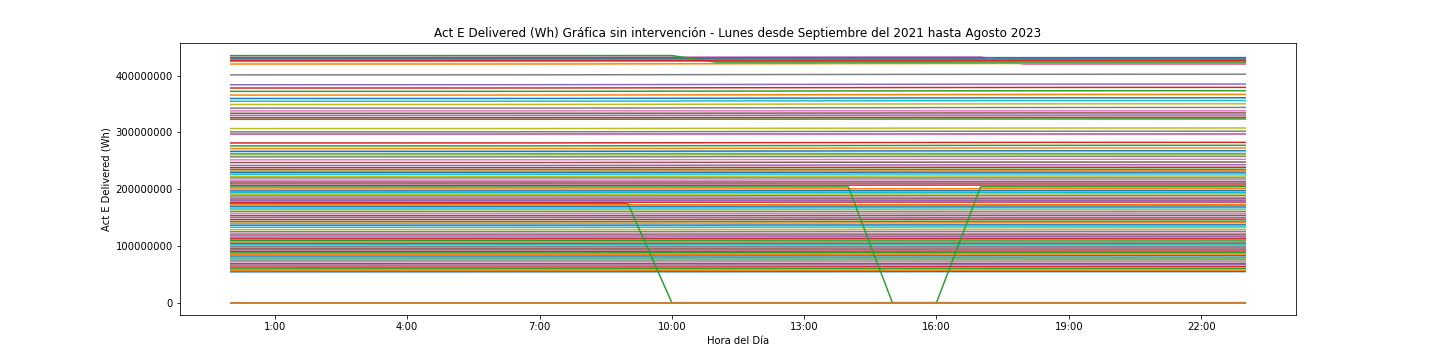 Act E Delivered (Wh) Gráfica sin intervención - Lunes desde Septiembre del 2021 hasta Agosto 2023
Act E Delivered (Wh)
400000000
300000000
200000000
100000000
0
1:00 4:00 7:00 10:00 13:00 16:00 19:00 22:00
Hora del Día